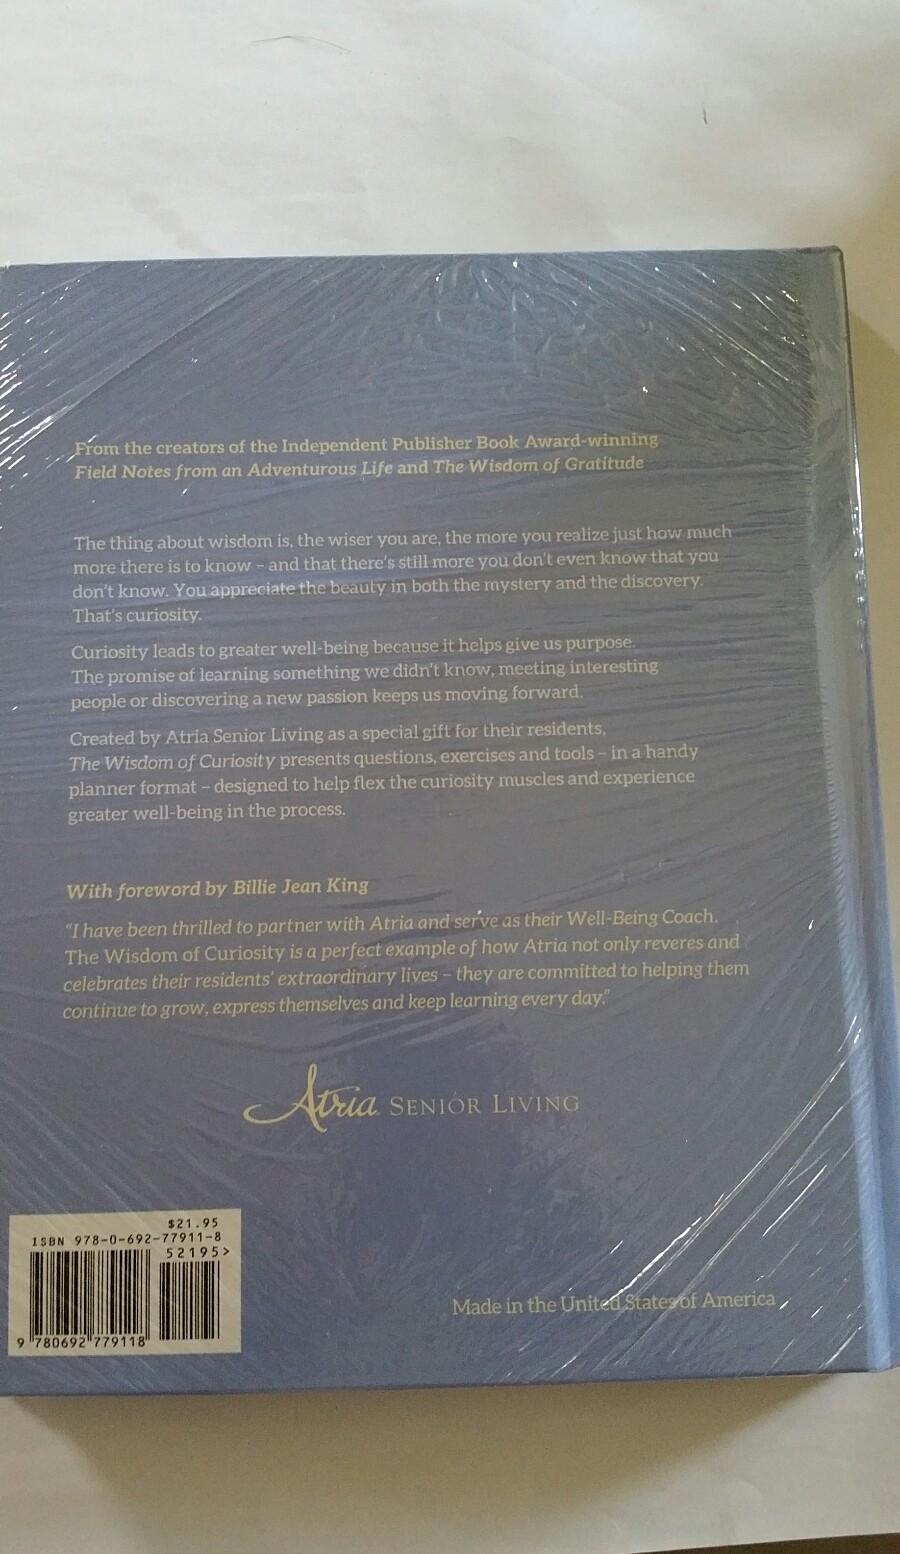 From the creators of the Independent Publisher Book Award-winning
Field Notes from an Adventurous Life and The Wisdom of Gratitude
The thing about wisdom is, the wiser you are, the more you realize just how much
more there is to know – and that there's still more you don't even know that you
don't know. You appreciate the beauty in both the mystery and the discovery.
That's curiosity.
Curiosity leads to greater well-being because it helps give us purpose.
The promise of learning something we didn't know, meeting interesting
people or discovering a new passion keeps us moving forward.
Created by Atria Senior Living as a special gift for their residents,
The Wisdom of Curiosity presents questions, exercises and tools – in a handy
planner format – designed to help flex the curiosity muscles and experience
greater well-being in the process.
With foreword by Billie Jean King
"I have been thrilled to partner with Atria and serve as their Well-Being Coach.
The Wisdom of Curiosity is a perfect example of how Atria not only reveres and
celebrates their residents' extraordinary lives – they are committed to helping them
continue to grow, express themselves and keep learning every day."
Atria SENIOR LIVING
$21.95
ISBN 978-0-692-77911-8
52195>
9 780692 779118
Made in the United States of America